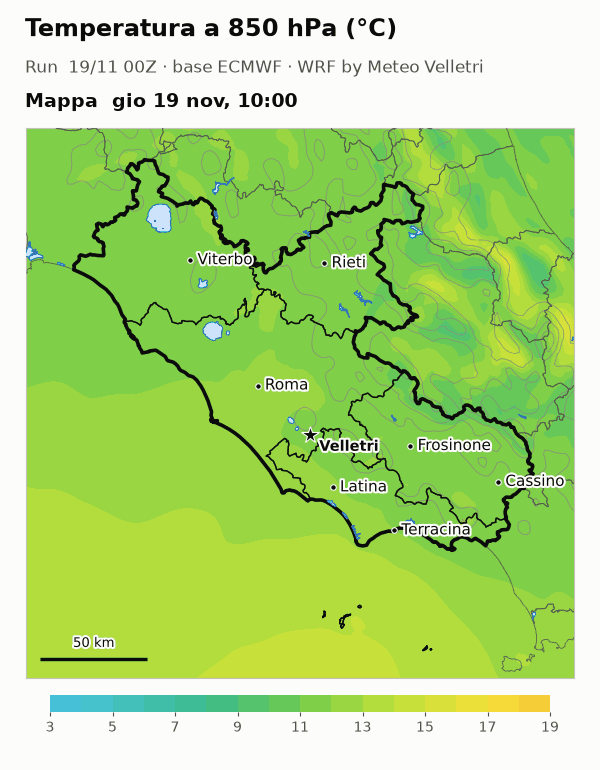 Temperatura a 850 hPa (°C)
Run 19/11 00Z · base ECMWF · WRF by Meteo Velletri
Mappa gio 19 nov, 10:00
Viterbo
Rieti
Roma
Velletri
Frosinone
Latina
Cassino
Terracina
50 km
3 5 7 9 11 13 15 17 19